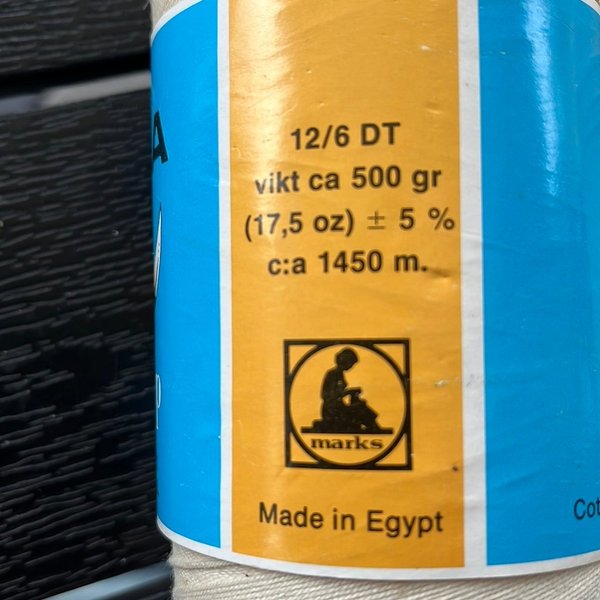 12/6 DT
vikt ca 500 gr
(17,5 oz) ± 5 %
c:a 1450 m.
marks
Made in Egypt